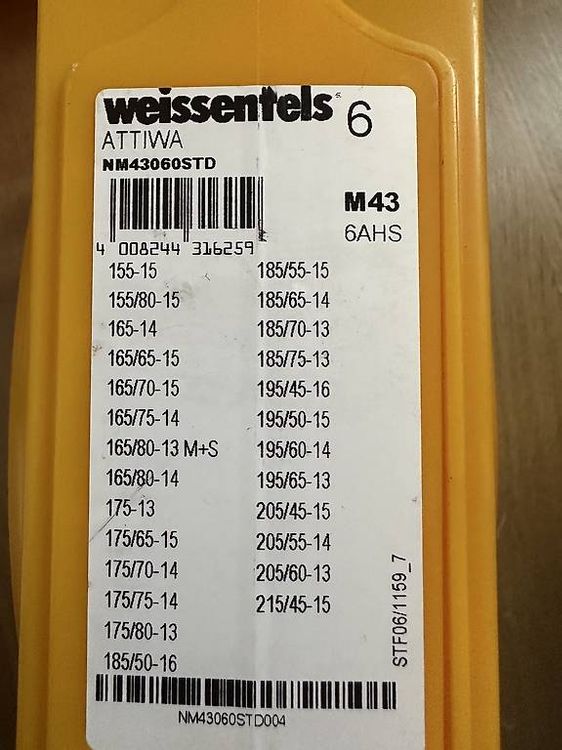 weissenfels® 6
ATTIWA
NM43060STD
M43
6AHS
4 008244 316259
155-15
155/80-15
165-14
165/65-15
165/70-15
165/75-14
165/80-13 M+S
165/80-14
175-13
175/65-15
175/70-14
175/75-14
175/80-13
185/50-16
185/55-15
185/65-14
185/70-13
185/75-13
195/45-16
195/50-15
195/60-14
195/65-13
205/45-15
205/55-14
205/60-13
215/45-15
STF06/1159_7
NM43060STD004